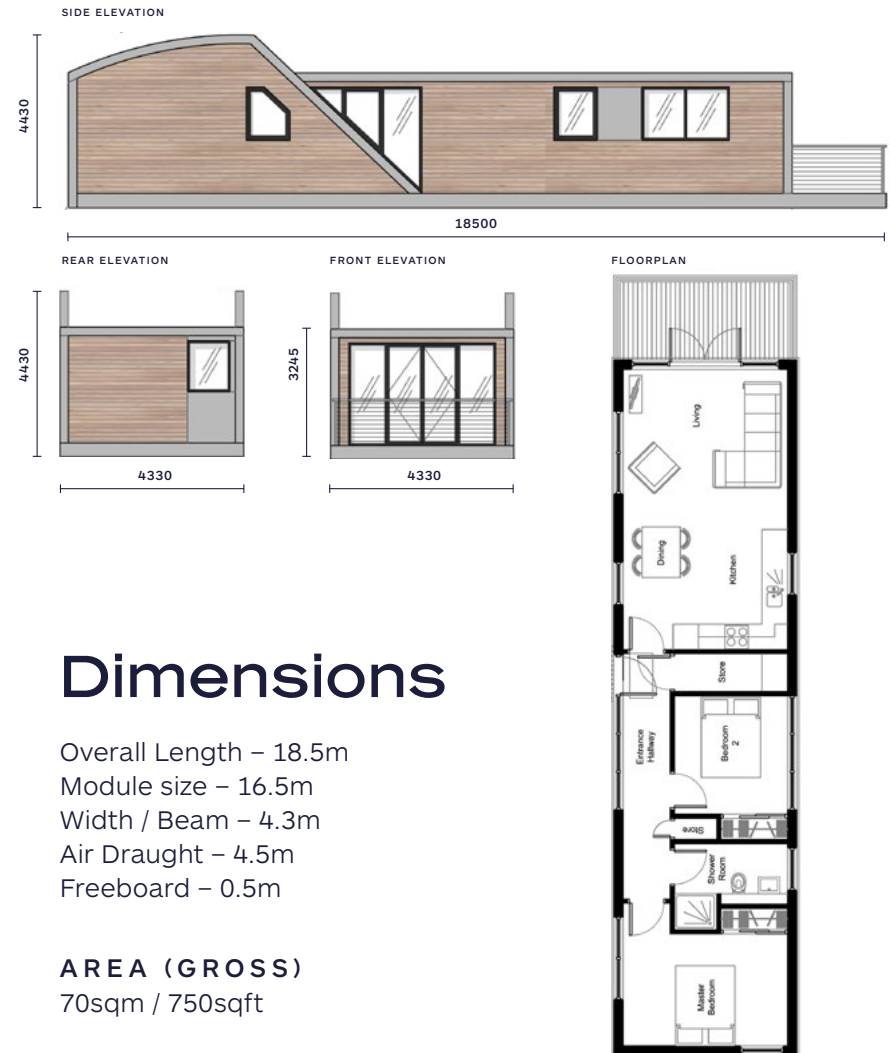 SIDE ELEVATION
4430
18500
REAR ELEVATION
FRONT ELEVATION
FLOORPLAN
4430
3245
4330
4330
Living
Dining
Kitchen
Store
Entrance
Hallway
Bedroom
2
Store
Shower
Room
Master
Bedroom
Dimensions
Overall Length – 18.5m
Module size – 16.5m
Width / Beam – 4.3m
Air Draught – 4.5m
Freeboard – 0.5m
AREA (GROSS)
70sqm / 750sqft